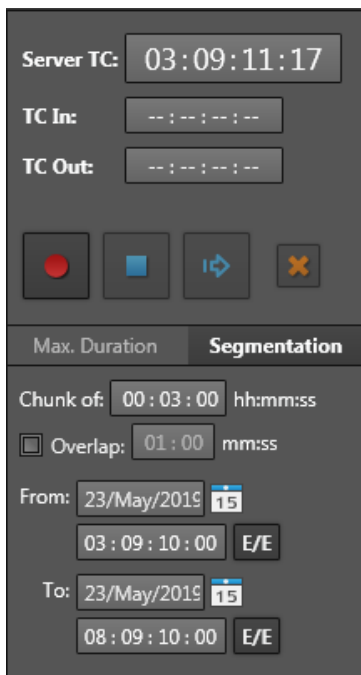 Server TC: 03:09:11:17
TC In: --:--:--:--
TC Out: --:--:--:--
Max. Duration Segmentation
Chunk of: 00:03:00 hh:mm:ss
Overlap: 01:00 mm:ss
From: 23/May/2019 15
03:09:10:00 E/E
To: 23/May/2019 15
08:09:10:00 E/E